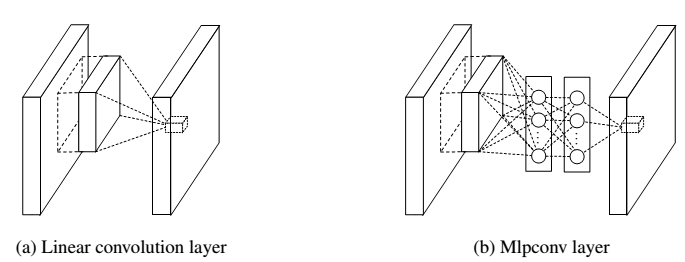 (a) Linear convolution layer
(b) Mlpconv layer